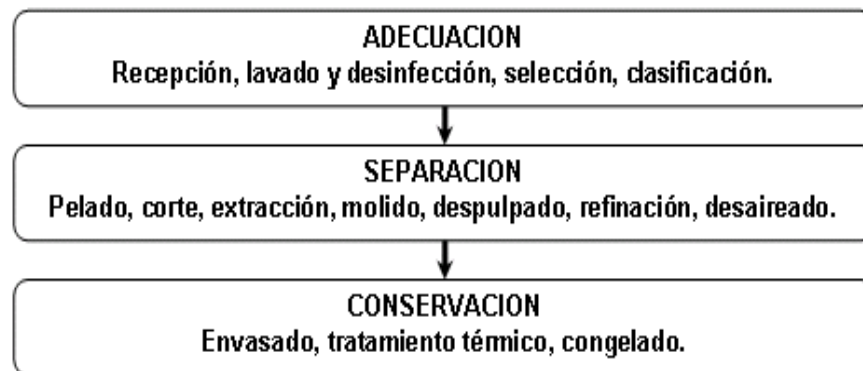 ADECUACION
Recepción, lavado y desinfección, selección, clasificación.
SEPARACION
Pelado, corte, extracción, molido, despulpado, refinación, desaireado.
CONSERVACION
Envasado, tratamiento térmico, congelado.